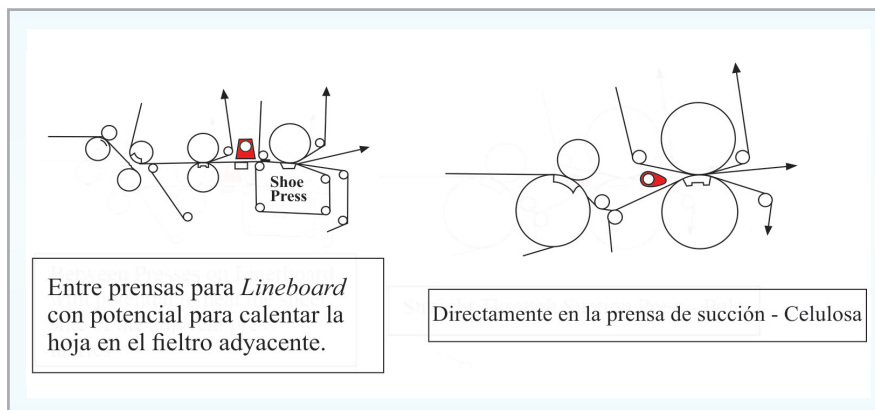 Shoe
Press
Entre prensas para Lineboard
con potencial para calentar la
hoja en el fieltro adyacente.
Directamente en la prensa de succión - Celulosa